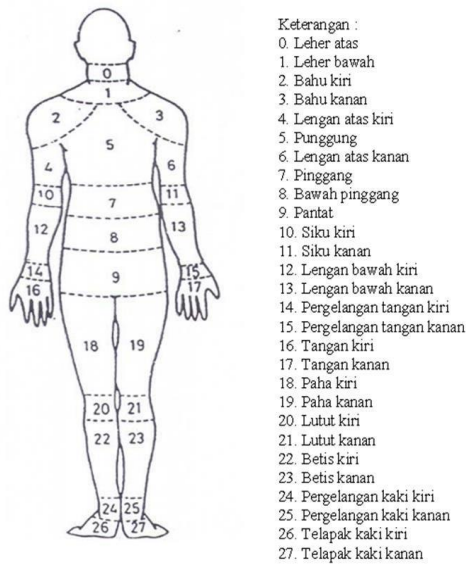 0
1
2 3
5
4 6
10 11
7
12 13
8
14 15
9
16 17
18 19
20 21
22 23
24 25
26 27
Keterangan :
0. Leher atas
1. Leher bawah
2. Bahu kiri
3. Bahu kanan
4. Lengan atas kiri
5. Punggung
6. Lengan atas kanan
7. Pinggang
8. Bawah pinggang
9. Pantat
10. Siku kiri
11. Siku kanan
12. Lengan bawah kiri
13. Lengan bawah kanan
14. Pergelangan tangan kiri
15. Pergelangan tangan kanan
16. Tangan kiri
17. Tangan kanan
18. Paha kiri
19. Paha kanan
20. Lutut kiri
21. Lutut kanan
22. Betis kiri
23. Betis kanan
24. Pergelangan kaki kiri
25. Pergelangan kaki kanan
26. Telapak kaki kiri
27. Telapak kaki kanan